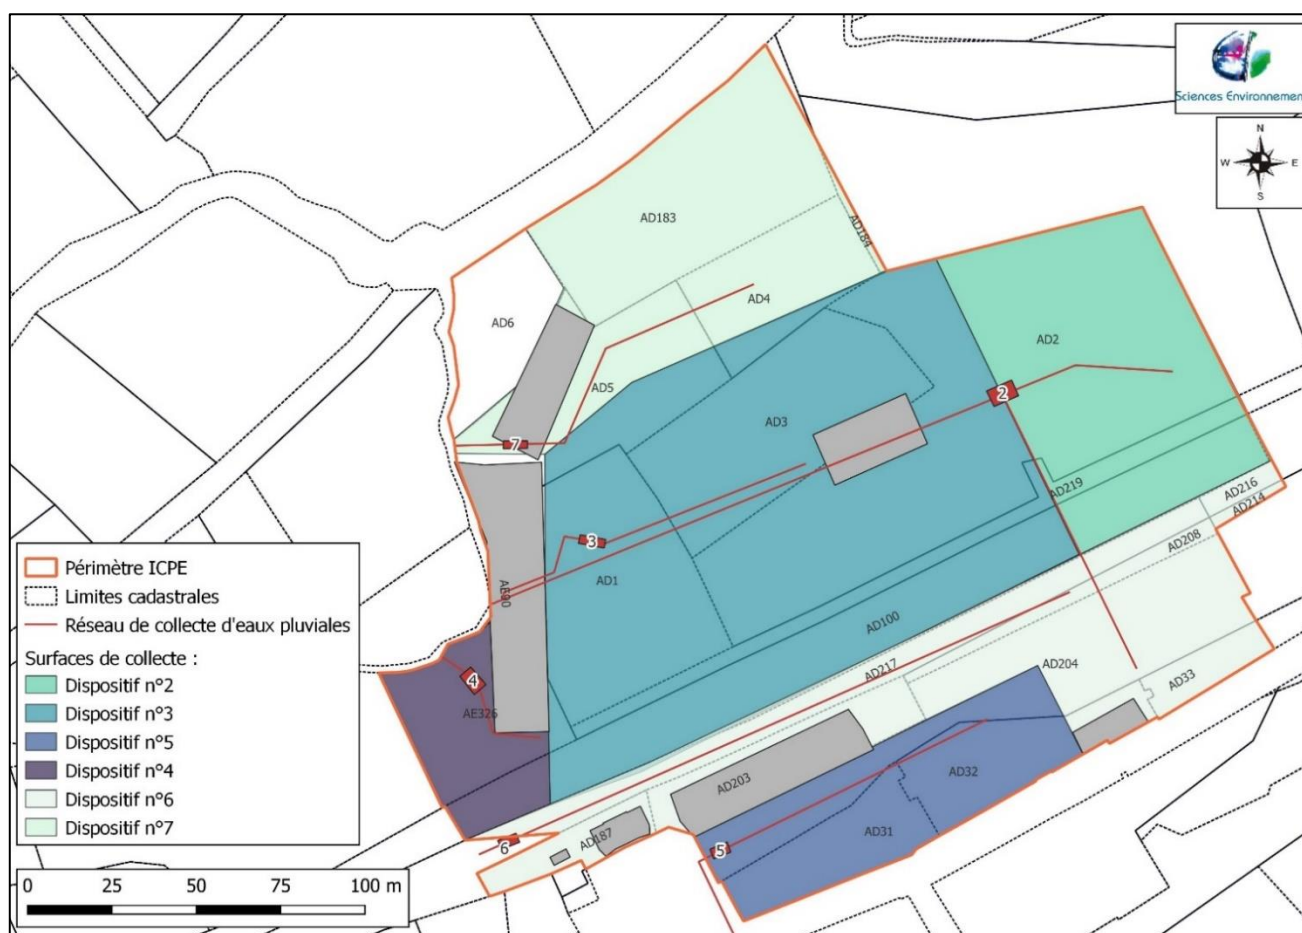 Sciences Environnement
N
W
E
S
AD183
AD184
AD6
AD4
AD2
AD5
2
AD3
7
AD219
AD216
AD214
3
AD208
AD1
AE90
AD100
AD217
AD204
AD33
4
AE326
AD203
AD32
AD187
AD31
6
5
Périmètre ICPE
Limites cadastrales
Réseau de collecte d'eaux pluviales
Surfaces de collecte :
Dispositif n°2
Dispositif n°3
Dispositif n°5
Dispositif n°4
Dispositif n°6
Dispositif n°7
0 25 50 75 100 m